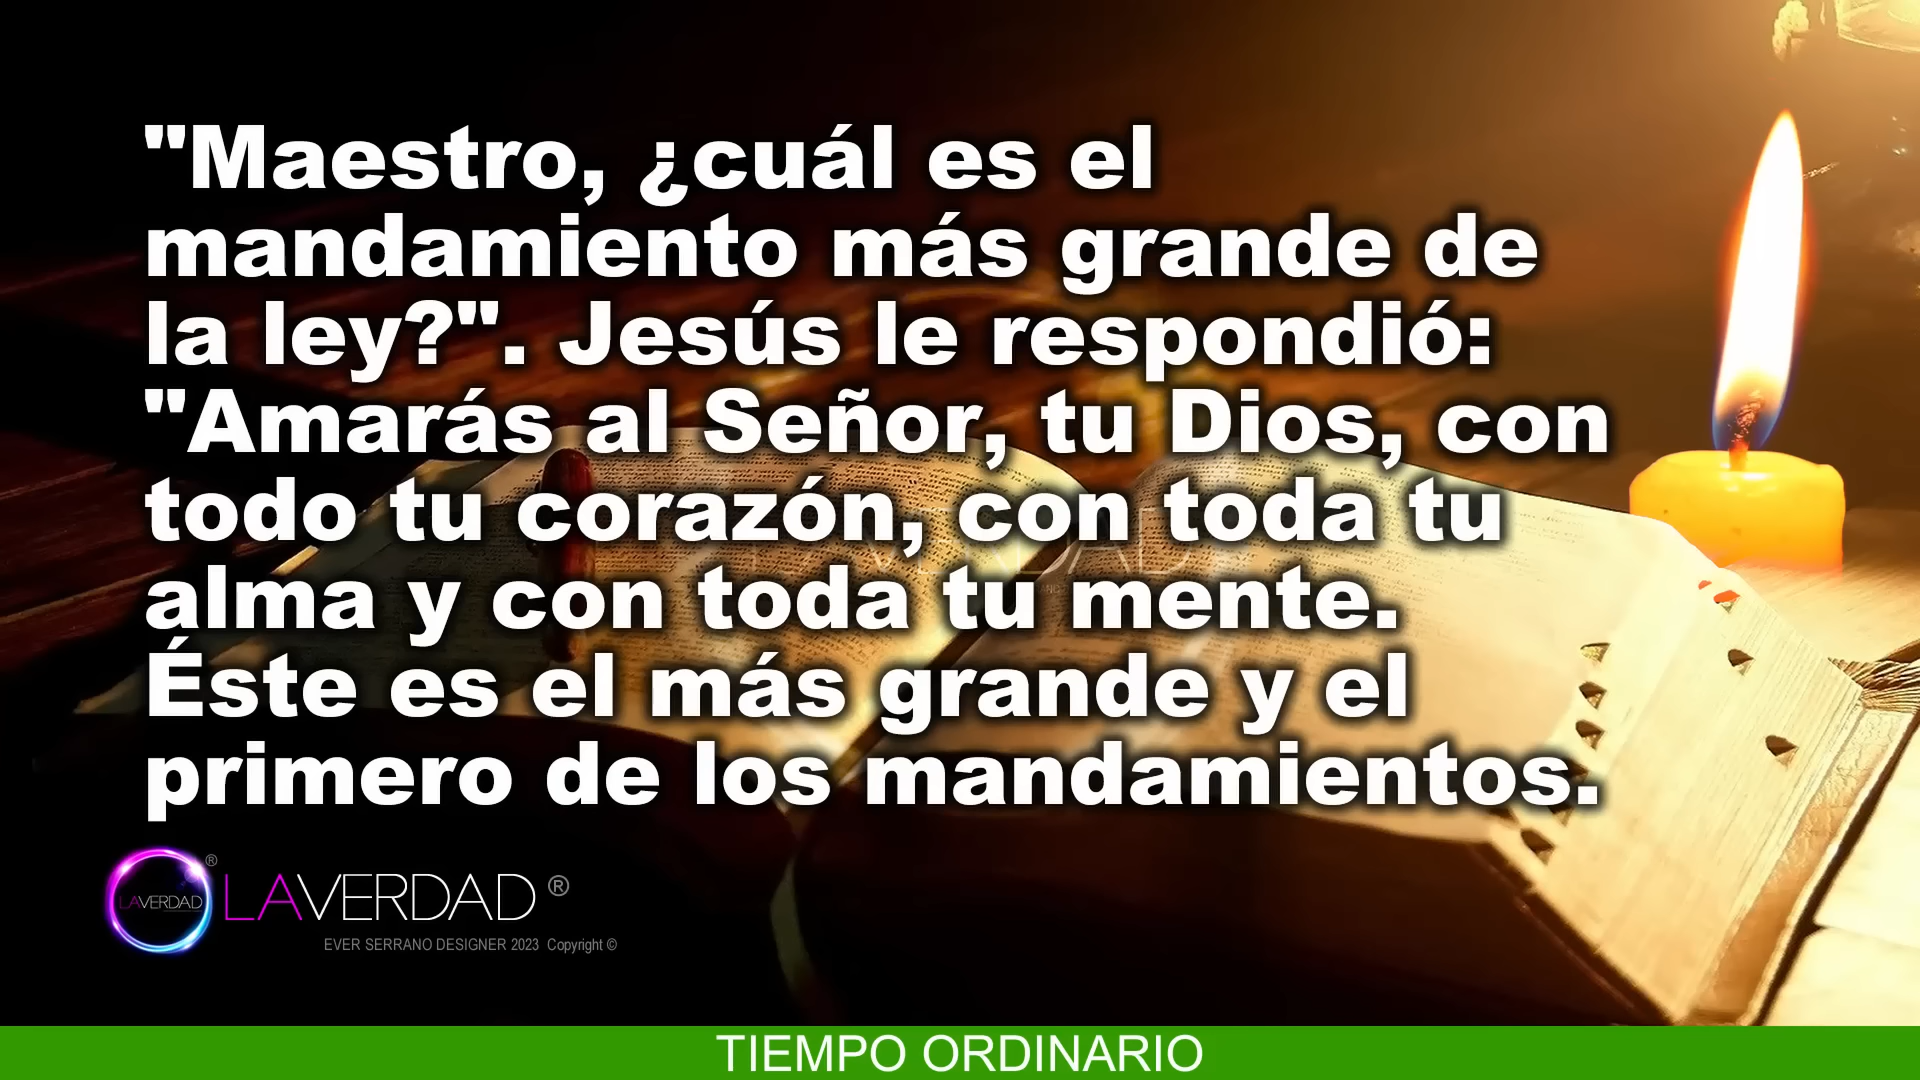 "Maestro, ¿cuál es el
mandamiento más grande de
la ley?". Jesús le respondió:
"Amarás al Señor, tu Dios, con
todo tu corazón, con toda tu
alma y con toda tu mente.
Éste es el más grande y el
primero de los mandamientos.
LAVERDAD
LAVERDAD ®
EVER SERRANO DESIGNER 2023 Copyright ©
TIEMPO ORDINARIO